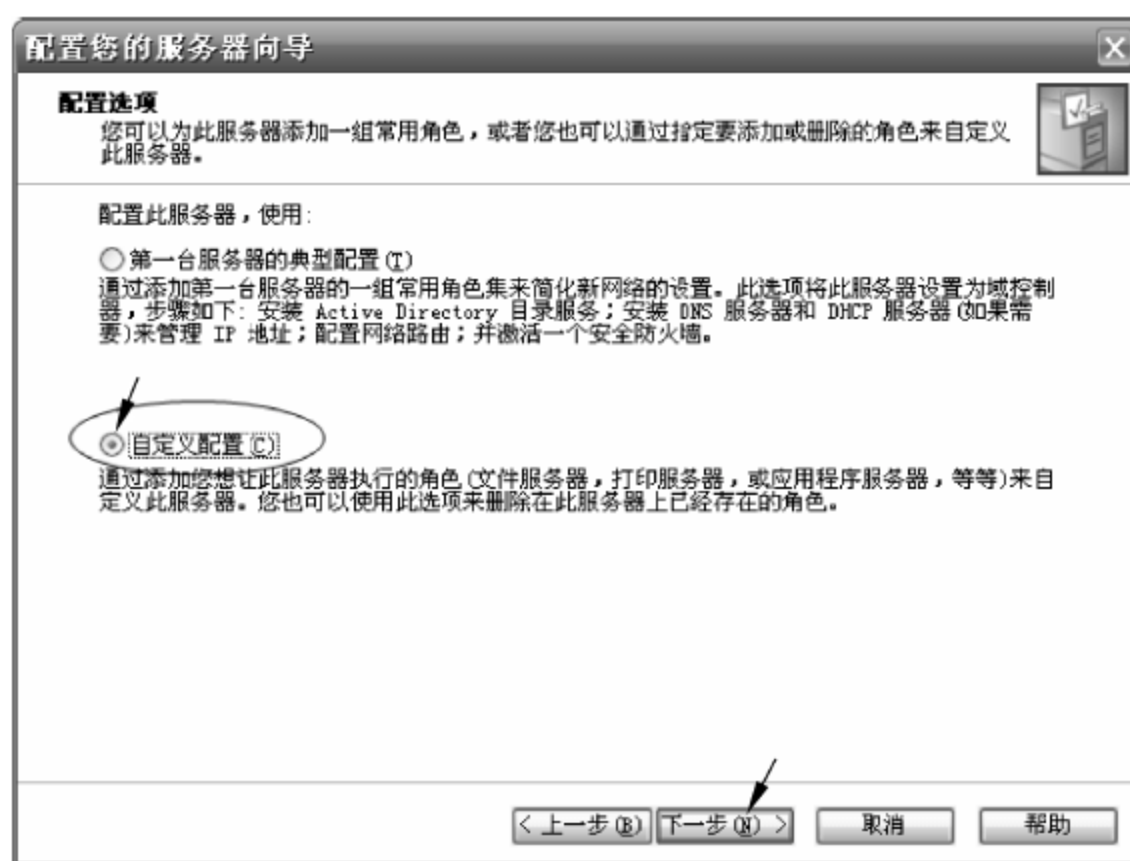 配置您的服务器向导
配置选项
您可以为此服务器添加一组常用角色，或者您也可以通过指定要添加或删除的角色来自定义
此服务器。
配置此服务器，使用:
第一台服务器的典型配置(T)
通过添加第一台服务器的一组常用角色集来简化新网络的设置。此选项将此服务器设置为域控制
器，步骤如下: 安装 Active Directory 目录服务；安装 DNS 服务器和 DHCP 服务器(如果需
要)来管理 IP 地址；配置网络路由；并激活一个安全防火墙。
自定义配置(C)
通过添加您想让此服务器执行的角色(文件服务器，打印服务器，或应用程序服务器，等等)来自
定义此服务器。您也可以使用此选项来删除在此服务器上已经存在的角色。
< 上一步(B) 下一步(N) > 取消 帮助